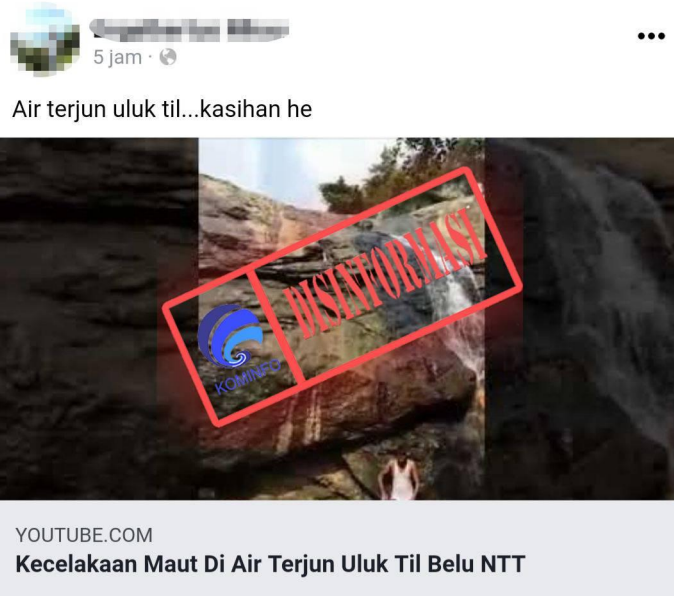 5 jam ·
Air terjun uluk til...kasihan he
DISINFORMASI
KOMINFO
YOUTUBE.COM
Kecelakaan Maut Di Air Terjun Uluk Til Belu NTT